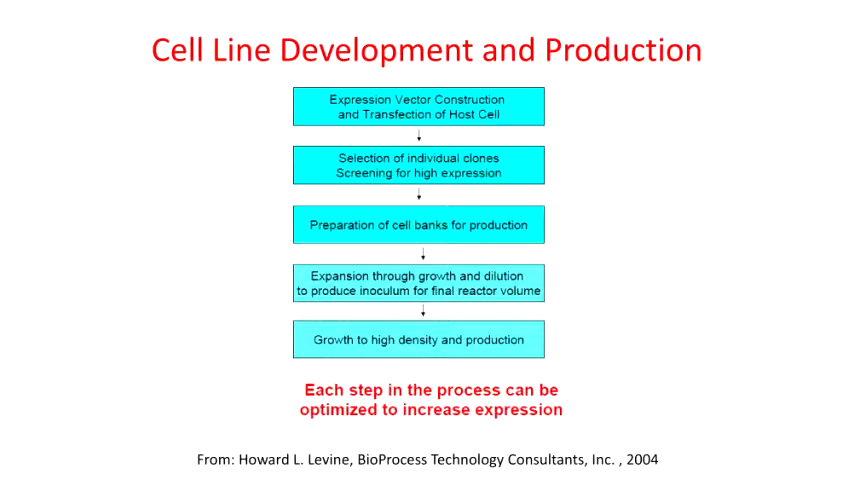 Cell Line Development and Production
Expression Vector Construction
and Transfection of Host Cell
Selection of individual clones
Screening for high expression
Preparation of cell banks for production
Expansion through growth and dilution
to produce inoculum for final reactor volume
Growth to high density and production
Each step in the process can be
optimized to increase expression
From: Howard L. Levine, BioProcess Technology Consultants, Inc. , 2004